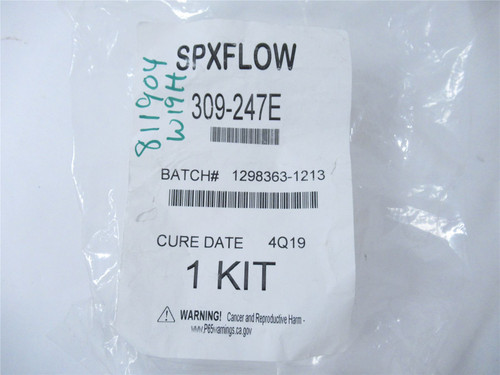 SPXFLOW
309-247E
811904
W19H
BATCH# 1298363-1213
CURE DATE 4Q19
1 KIT
WARNING! Cancer and Reproductive Harm -
www.P65warnings.ca.gov